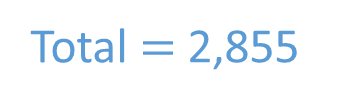 Total = 2,855